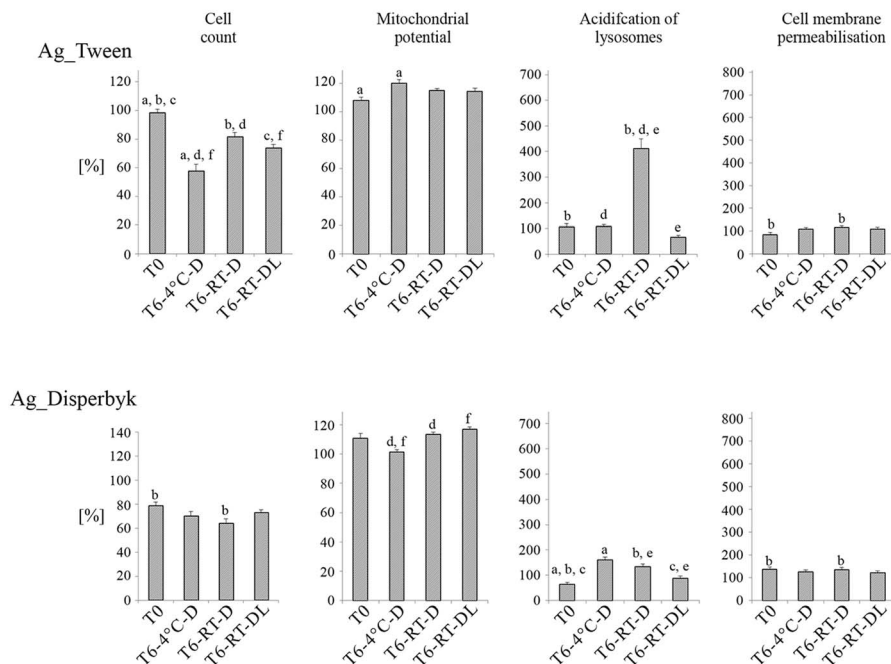 Cell
count
Mitochondrial
potential
Acidifcation of
lysosomes
Cell membrane
permeabilisation
Ag_Tween
[%]
120
100
80
60
40
20
0
a, b, c
a, d, f
b, d
c, f
T0
T6-4°C-D
T6-RT-D
T6-RT-DL
120
100
80
60
40
20
0
a
a
T0
T6-4°C-D
T6-RT-D
T6-RT-DL
700
600
500
400
300
200
100
0
b
d
b, d, e
e
T0
T6-4°C-D
T6-RT-D
T6-RT-DL
800
700
600
500
400
300
200
100
0
b
b
T0
T6-4°C-D
T6-RT-D
T6-RT-DL
Ag_Disperbyk
[%]
140
120
100
80
60
40
20
0
b
b
T0
T6-4°C-D
T6-RT-D
T6-RT-DL
120
100
80
60
40
20
0
d, f
d
f
T0
T6-4°C-D
T6-RT-D
T6-RT-DL
700
600
500
400
300
200
100
0
a, b, c
a
b, e
c, e
T0
T6-4°C-D
T6-RT-D
T6-RT-DL
800
700
600
500
400
300
200
100
0
b
b
T0
T6-4°C-D
T6-RT-D
T6-RT-DL